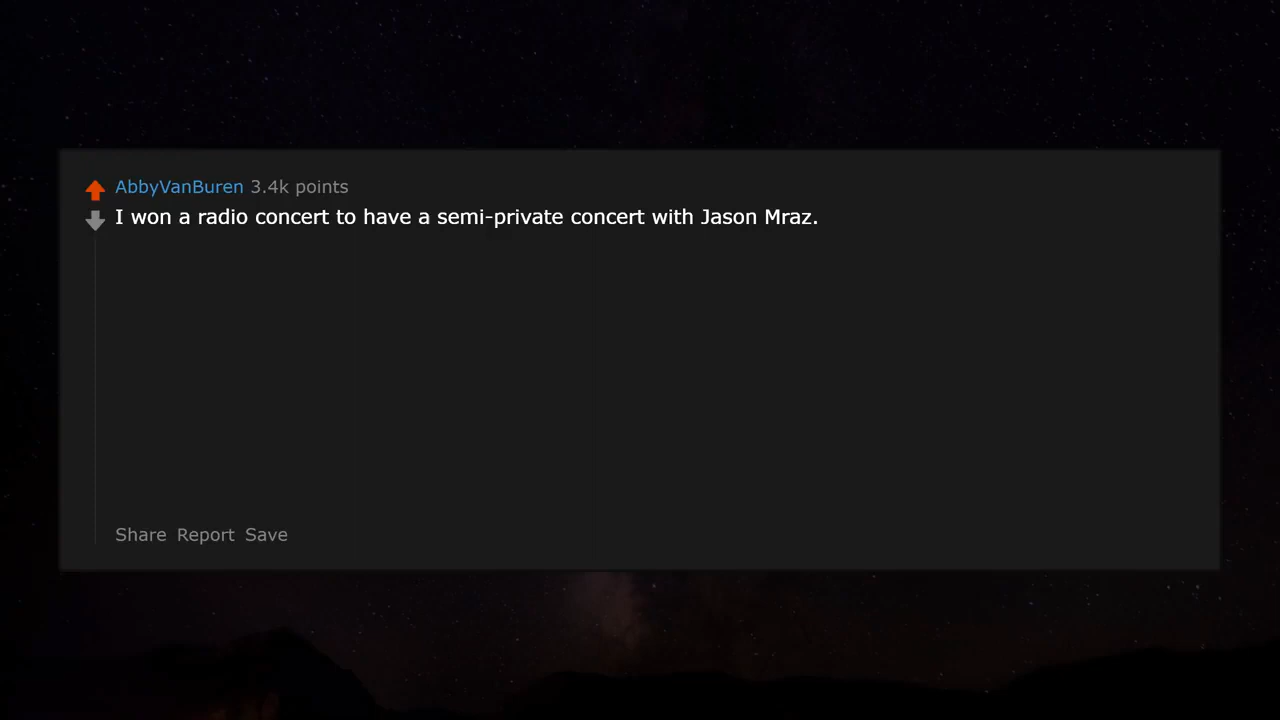 AbbyVanBuren 3.4k points
I won a radio concert to have a semi-private concert with Jason Mraz.
Share Report Save